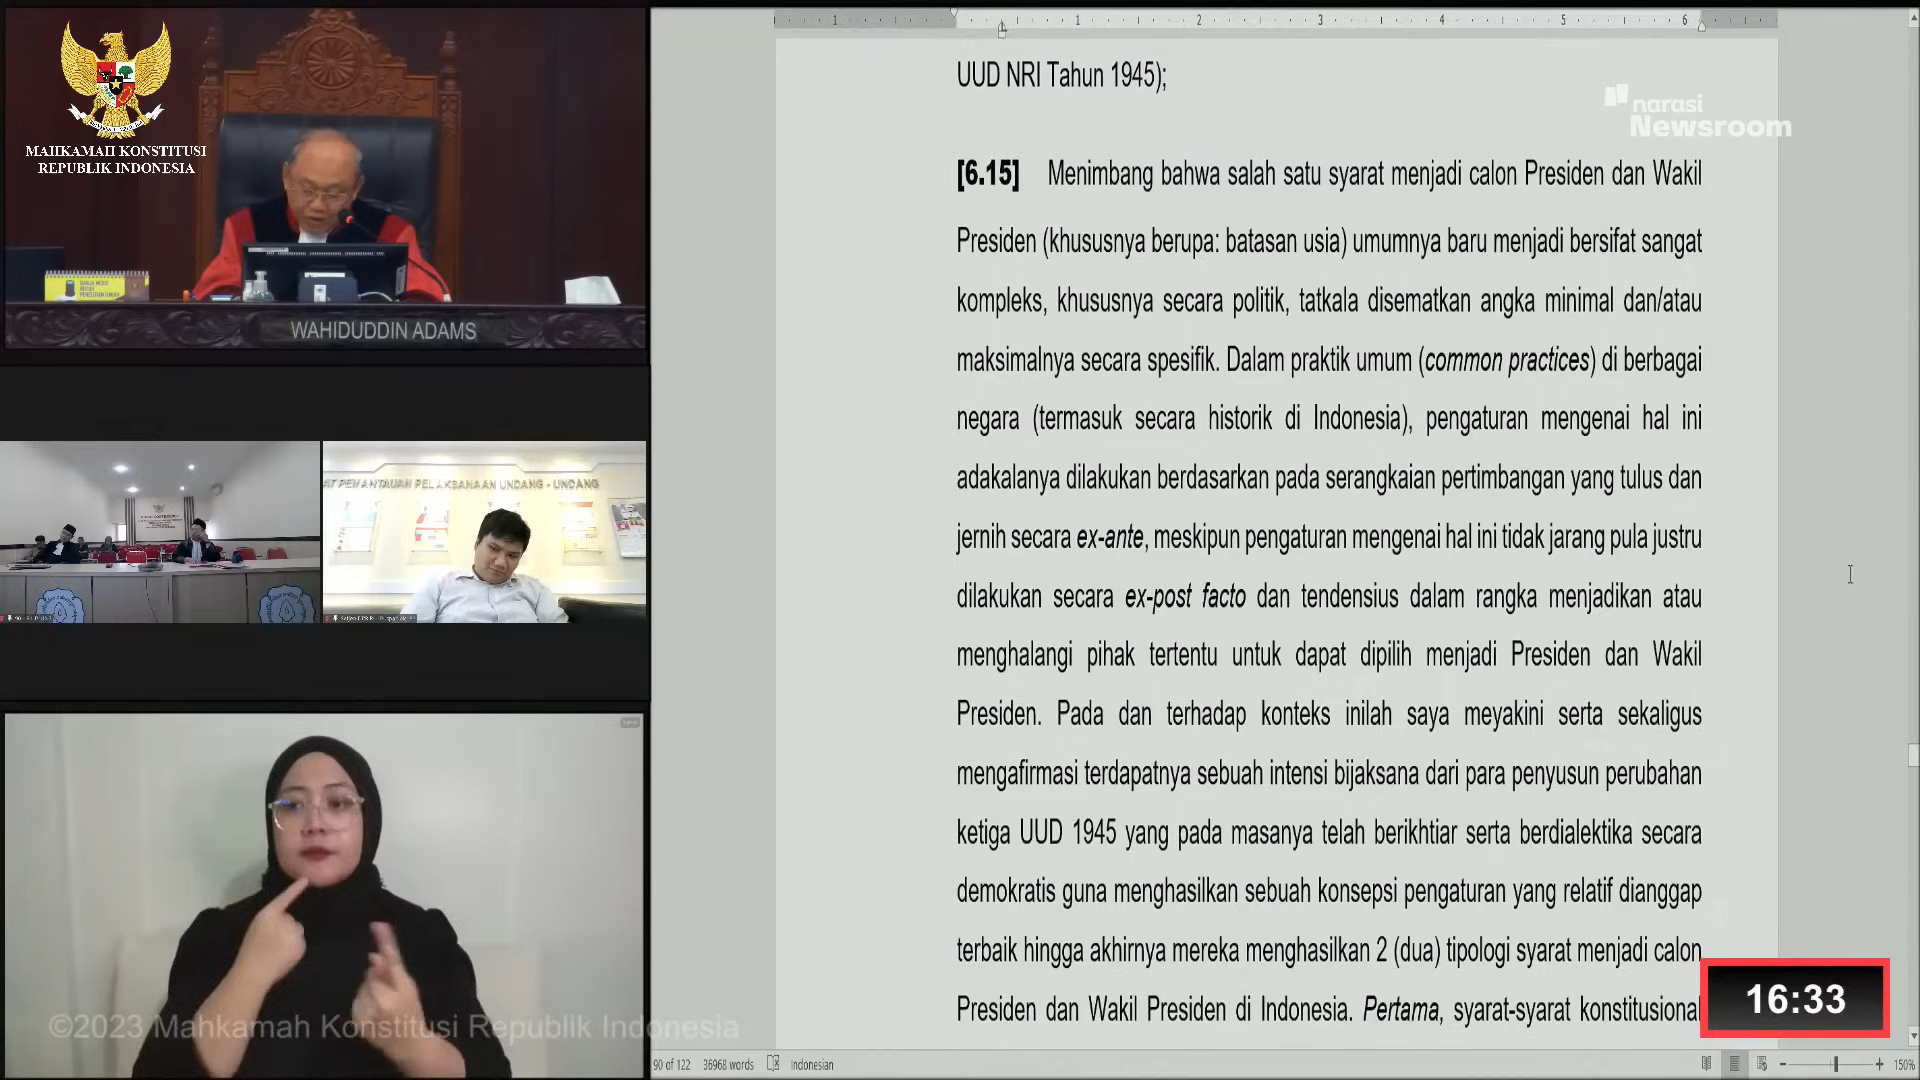 MAHKAMAH KONSTITUSI
REPUBLIK INDONESIA
WAHIDUDDIN ADAMS
AT PEMANTAUAN PELAKSANAAN UNDANG - UNDANG
©2023 Mahkamah Konstitusi Republik Indonesia
narasi
Newsroom
UUD NRI Tahun 1945);
[6.15] Menimbang bahwa salah satu syarat menjadi calon Presiden dan Wakil
Presiden (khususnya berupa: batasan usia) umumnya baru menjadi bersifat sangat
kompleks, khususnya secara politik, tatkala disematkan angka minimal dan/atau
maksimalnya secara spesifik. Dalam praktik umum (common practices) di berbagai
negara (termasuk secara historik di Indonesia), pengaturan mengenai hal ini
adakalanya dilakukan berdasarkan pada serangkaian pertimbangan yang tulus dan
jernih secara ex-ante, meskipun pengaturan mengenai hal ini tidak jarang pula justru
dilakukan secara ex-post facto dan tendensius dalam rangka menjadikan atau
menghalangi pihak tertentu untuk dapat dipilih menjadi Presiden dan Wakil
Presiden. Pada dan terhadap konteks inilah saya meyakini serta sekaligus
mengafirmasi terdapatnya sebuah intensi bijaksana dari para penyusun perubahan
ketiga UUD 1945 yang pada masanya telah berikhtiar serta berdialektika secara
demokratis guna menghasilkan sebuah konsepsi pengaturan yang relatif dianggap
terbaik hingga akhirnya mereka menghasilkan 2 (dua) tipologi syarat menjadi calon
Presiden dan Wakil Presiden di Indonesia. Pertama, syarat-syarat konstitusional
16:33
90 of 122 36968 words Indonesian
150%